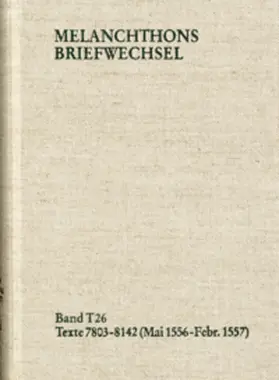 MELANCHTHONS
BRIEFWECHSEL
Band T26
Texte 7803-8142 (Mai 1556-Febr. 1557)